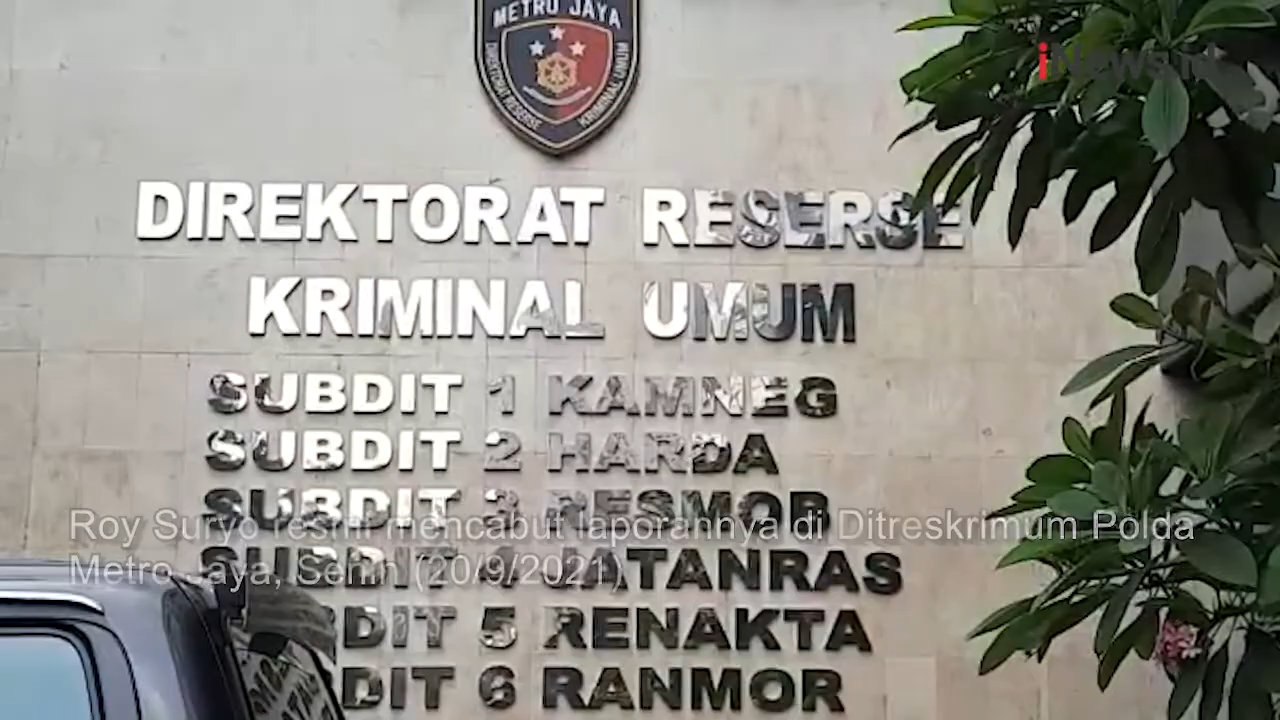 METRO JAYA
DIREKTORAT RESERSE KRIMINAL UMUM
iNews.id
DIREKTORAT RESERSE
KRIMINAL UMUM
SUBDIT 1 KAMNEG
SUBDIT 2 HARDA
SUBDIT 3 RESMOB
Roy Suryo resmi mencabut laporannya di Ditreskrimum Polda
SUBDIT 4 JATANRAS
Metro Jaya, Senin (20/9/2021)
DIT 5 RENAKTA
DIT 6 RANMOR